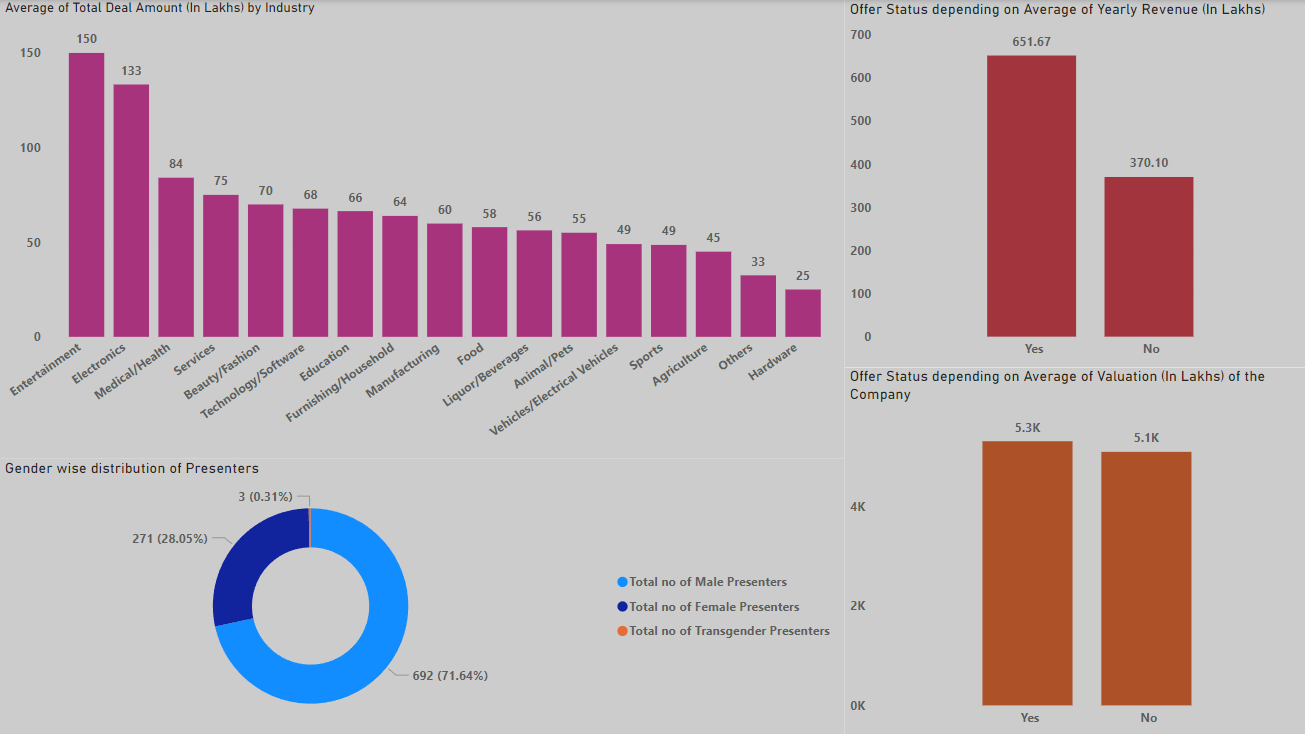 Average of Total Deal Amount (In Lakhs) by Industry
150
100
50
0
150
133
84
75
70
68
66
64
60
58
56
55
49
49
45
33
25
Entertainment
Electronics
Medical/Health
Services
Beauty/Fashion
Technology/Software
Education
Furnishing/Household
Manufacturing
Food
Liquor/Beverages
Animal/Pets
Vehicles/Electrical Vehicles
Sports
Agriculture
Others
Hardware
Gender wise distribution of Presenters
3 (0.31%)
271 (28.05%)
692 (71.64%)
Total no of Male Presenters
Total no of Female Presenters
Total no of Transgender Presenters
Offer Status depending on Average of Yearly Revenue (In Lakhs)
700
600
500
400
300
200
100
0
651.67
370.10
Yes
No
Offer Status depending on Average of Valuation (In Lakhs) of the
Company
4K
2K
0K
5.3K
5.1K
Yes
No